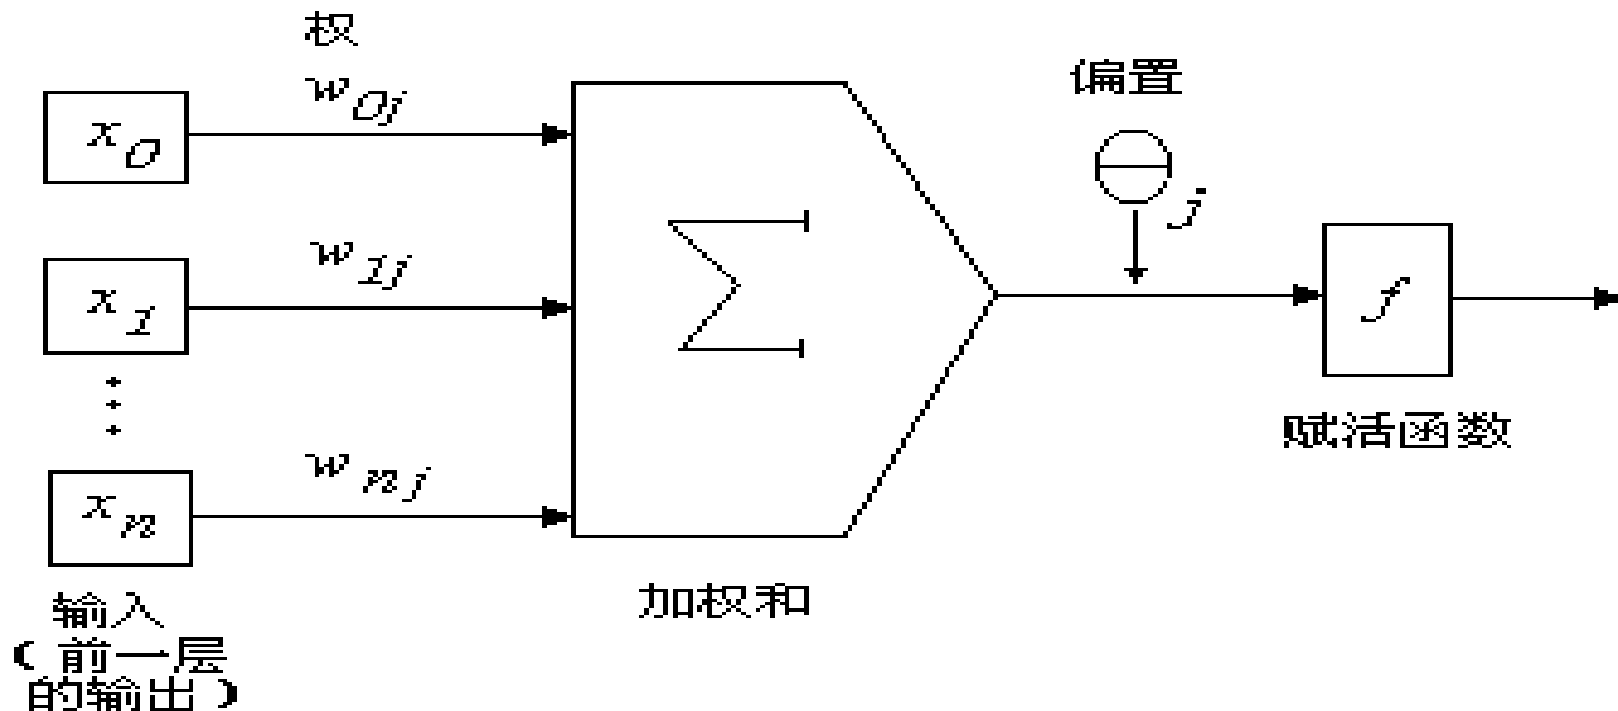 权
w0j
偏置
x0
θj
w1j
x1
Σ
f
赋活函数
wnj
xn
加权和
输入
(前一层
的输出)